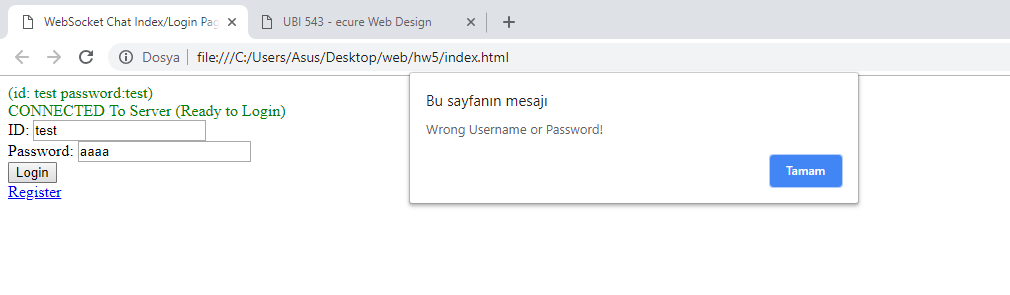 WebSocket Chat Index/Login Pag
UBI 543 - ecure Web Design
Dosya
file:///C:/Users/Asus/Desktop/web/hw5/index.html
(id: test password:test)
CONNECTED To Server (Ready to Login)
ID: test
Password: aaaa
Login
Register
Bu sayfanın mesajı
Wrong Username or Password!
Tamam